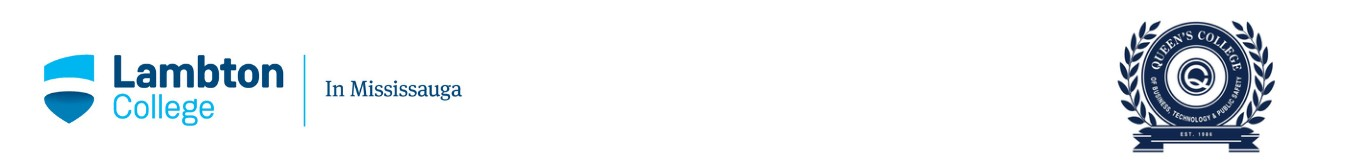 Lambton
College
In Mississauga
QUEEN'S COLLEGE
Q
OF BUSINESS, TECHNOLOGY & PUBLIC SAFETY
EST. 1986